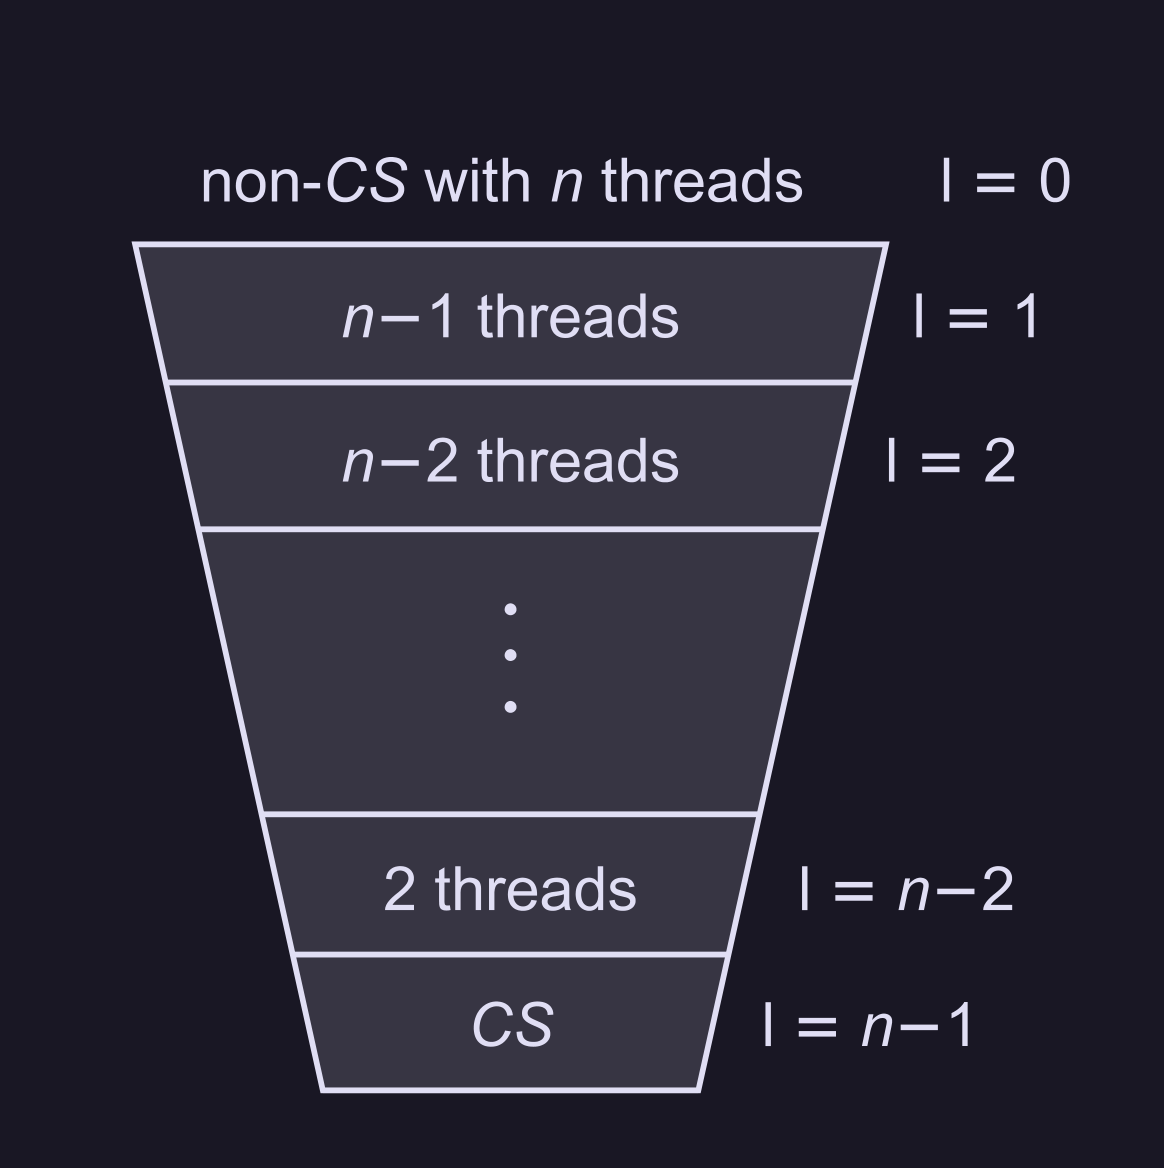 non-CS with n threads l = 0
n−1 threads l = 1
n−2 threads l = 2
2 threads l = n−2
CS l = n−1